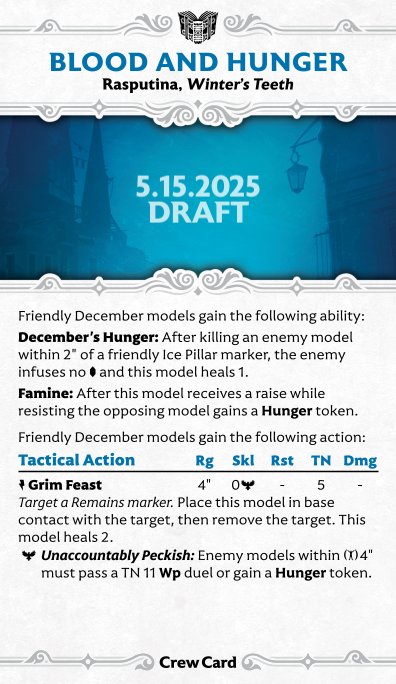 BLOOD AND HUNGER
Rasputina, Winter's Teeth
5.15.2025
DRAFT
Friendly December models gain the following ability:
December's Hunger: After killing an enemy model
within 2" of a friendly Ice Pillar marker, the enemy
infuses no and this model heals 1.
Famine: After this model receives a raise while
resisting the opposing model gains a Hunger token.
Friendly December models gain the following action:
Tactical Action Rg Skl Rst TN Dmg
Grim Feast 4" 0 - 5 -
Target a Remains marker. Place this model in base
contact with the target, then remove the target. This
model heals 2.
Unaccountably Peckish: Enemy models within 4"
must pass a TN 11 Wp duel or gain a Hunger token.
Crew Card